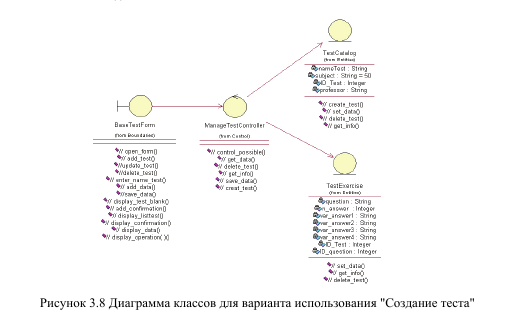 TestCatalog
(from Entities)
nameTest : String
subject : String = 50
ID_Test : Integer
professor : String
// create_test()
// set_data()
// delete_test()
// get_info()
BaseTestForm
(from Boundaries)
// open_form()
// add_test()
//update_test()
//delete_test()
// enter_name_test()
// add_data()
//save_data()
// display_test_blank()
// add_confirmation()
// display_listtest()
// display_confirmation()
// display_data()
// display_operation( )()
ManageTestController
(from Control)
// control_possible()
// get_data()
// delete_test()
// get_info()
// save_data()
// creat_test()
TestExercise
(from Entities)
question : String
n_answer : Integer
var_answer1 : String
var_answer2 : String
var_answer3 : String
var_answer4 : String
ID_Test : Integer
ID_question : Integer
// set_data()
// get_info()
// delete_test()
Рисунок 3.8 Диаграмма классов для варианта использования "Создание теста"